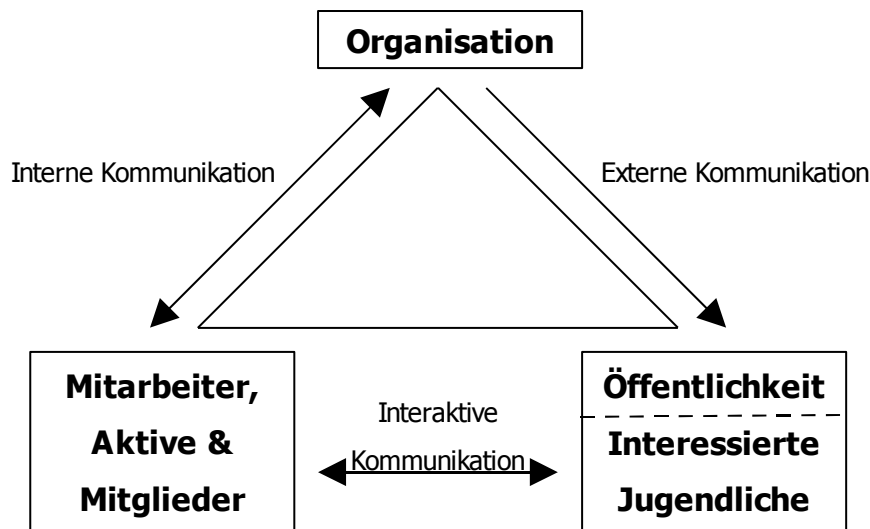 Organisation
Interne Kommunikation
Externe Kommunikation
Mitarbeiter,
Aktive &
Mitglieder
Interaktive
Kommunikation
Öffentlichkeit
Interessierte
Jugendliche